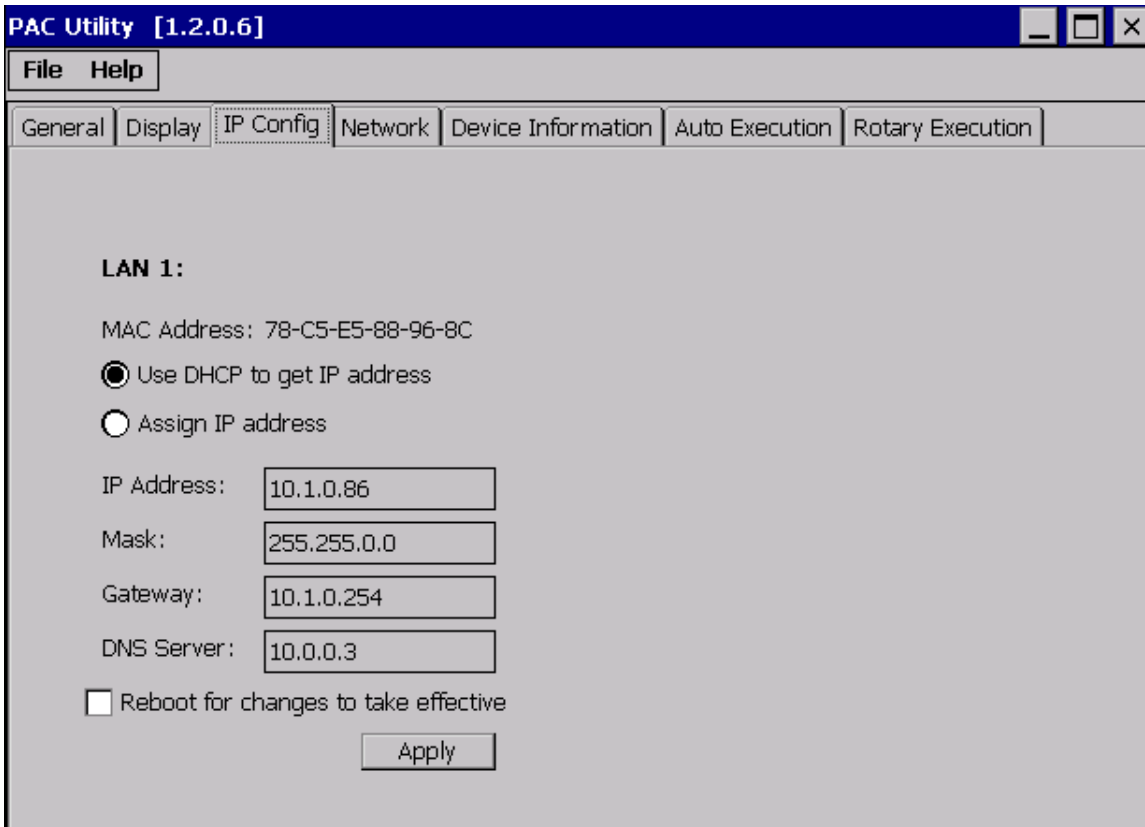 PAC Utility [1.2.0.6]
File Help
General Display IP Config Network Device Information Auto Execution Rotary Execution
LAN 1:
MAC Address: 78-C5-E5-88-96-8C
Use DHCP to get IP address
Assign IP address
IP Address: 10.1.0.86
Mask: 255.255.0.0
Gateway: 10.1.0.254
DNS Server: 10.0.0.3
Reboot for changes to take effective
Apply